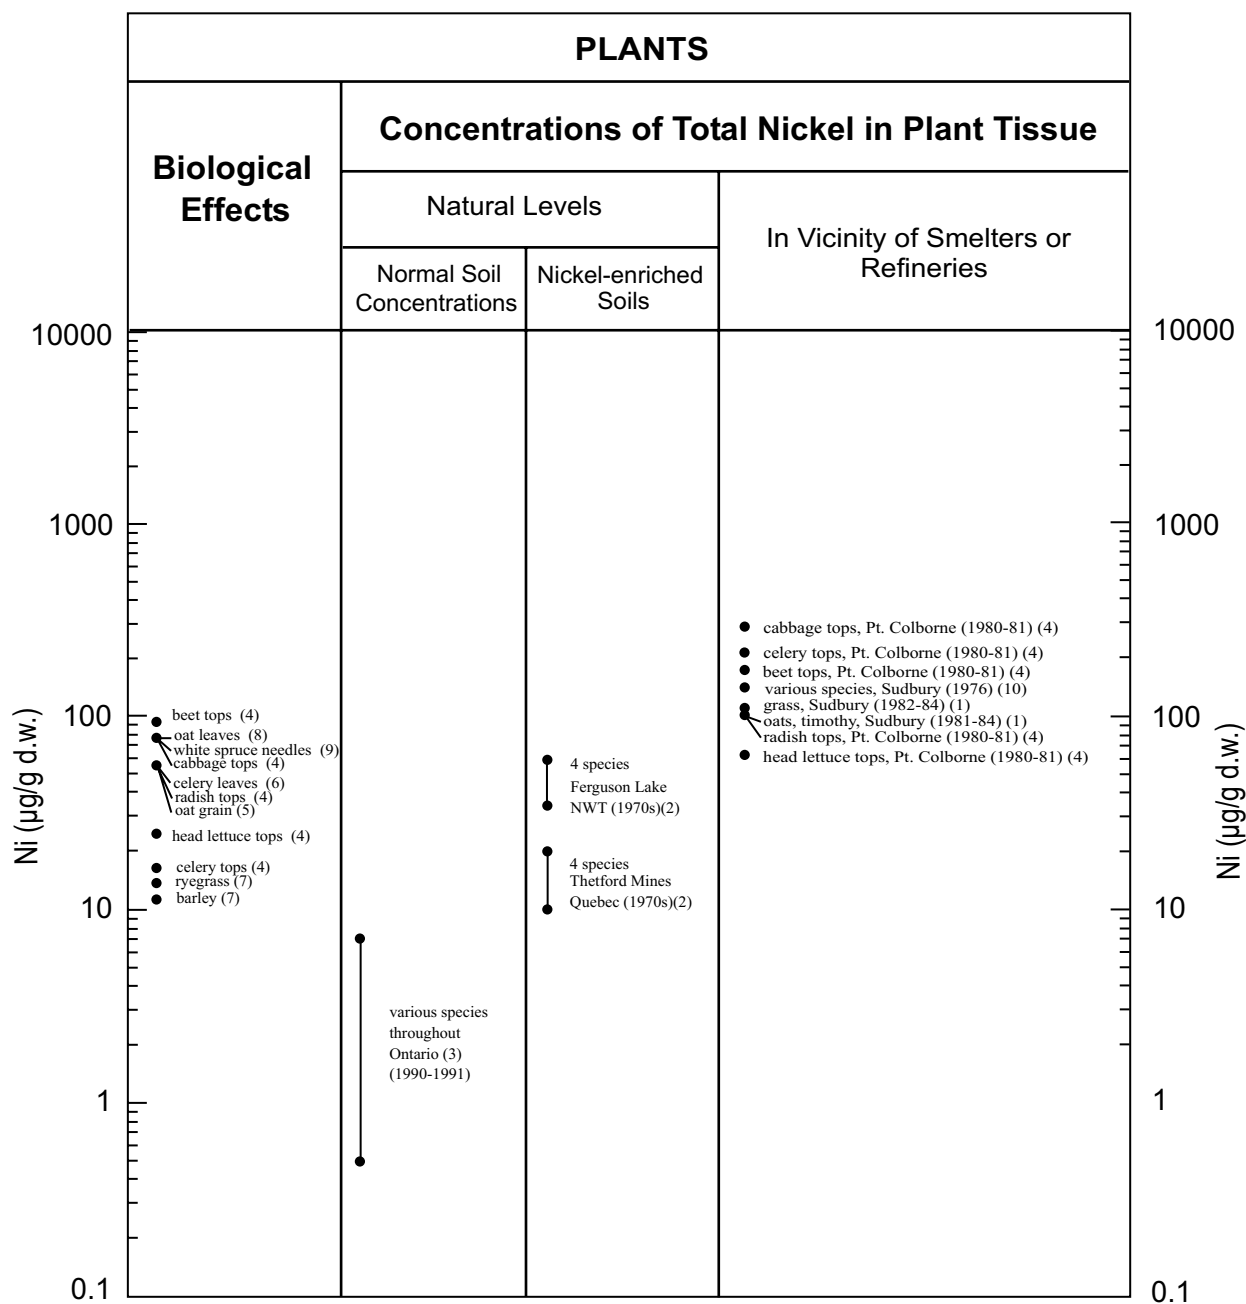 PLANTS
Biological
Effects
Concentrations of Total Nickel in Plant Tissue
Natural Levels
In Vicinity of Smelters or
Refineries
Normal Soil
Concentrations
Nickel-enriched
Soils
Ni (µg/g d.w.)
10000
1000
100
10
1
0.1
beet tops (4)
oat leaves (8)
white spruce needles (9)
cabbage tops (4)
celery leaves (6)
radish tops (4)
oat grain (5)
head lettuce tops (4)
celery tops (4)
ryegrass (7)
barley (7)
various species
throughout
Ontario (3)
(1990-1991)
4 species
Ferguson Lake
NWT (1970s)(2)
4 species
Thetford Mines
Quebec (1970s)(2)
cabbage tops, Pt. Colborne (1980-81) (4)
celery tops, Pt. Colborne (1980-81) (4)
beet tops, Pt. Colborne (1980-81) (4)
various species, Sudbury (1976) (10)
grass, Sudbury (1982-84) (1)
oats, timothy, Sudbury (1981-84) (1)
radish tops, Pt. Colborne (1980-81) (4)
head lettuce tops, Pt. Colborne (1980-81) (4)
10000
1000
100
10
1
0.1
Ni (µg/g d.w.)